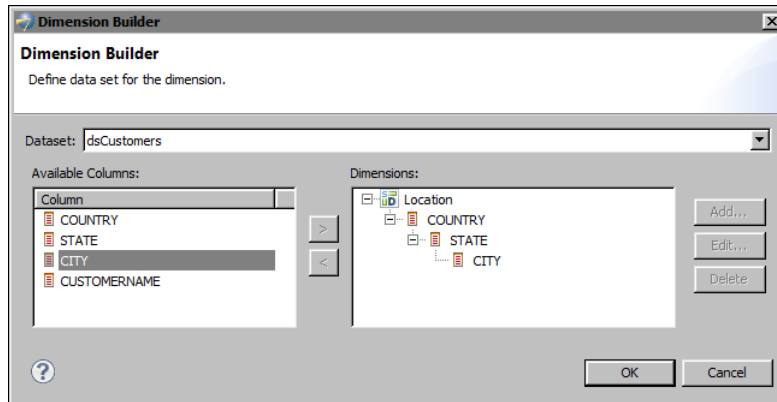 Dimension Builder
Dimension Builder
Define data set for the dimension.
Dataset: dsCustomers
Available Columns:
Column
COUNTRY
STATE
CITY
CUSTOMERNAME
>
<
Dimensions:
Location
COUNTRY
STATE
CITY
Add...
Edit...
Delete
?
OK Cancel